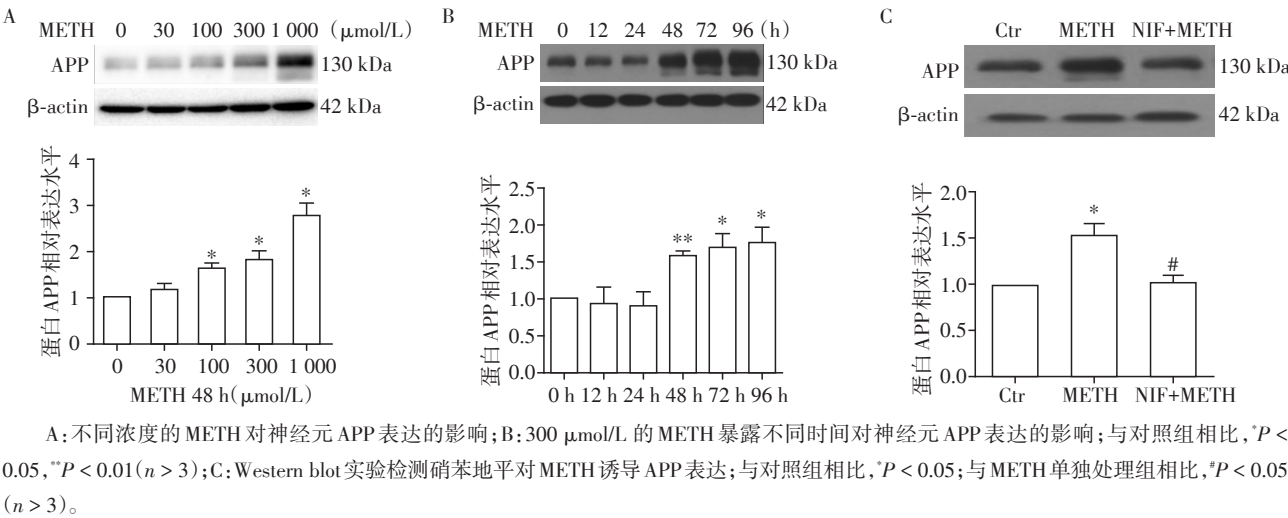 A
METH 0 30 100 300 1 000 (μmol/L)
APP 130 kDa
β-actin 42 kDa
蛋白 APP 相对表达水平
4
3
2
1
0
* * *
0 30 100 300 1 000
METH 48 h(μmol/L)
B
METH 0 12 24 48 72 96 (h)
APP 130 kDa
β-actin 42 kDa
蛋白 APP 相对表达水平
2.5
2.0
1.5
1.0
0.5
0.0
** * *
0 h 12 h 24 h 48 h 72 h 96 h
C
Ctr METH NIF+METH
APP 130 kDa
β-actin 42 kDa
蛋白 APP 相对表达水平
2.0
1.5
1.0
0.5
0.0
* #
Ctr METH NIF+METH
A:不同浓度的METH对神经元APP表达的影响;B:300 μmol/L 的METH暴露不同时间对神经元APP表达的影响;与对照组相比,*P <
0.05,**P < 0.01(n > 3);C:Western blot实验检测硝苯地平对METH诱导APP表达;与对照组相比,*P < 0.05;与METH单独处理组相比,#P < 0.05
(n > 3)。